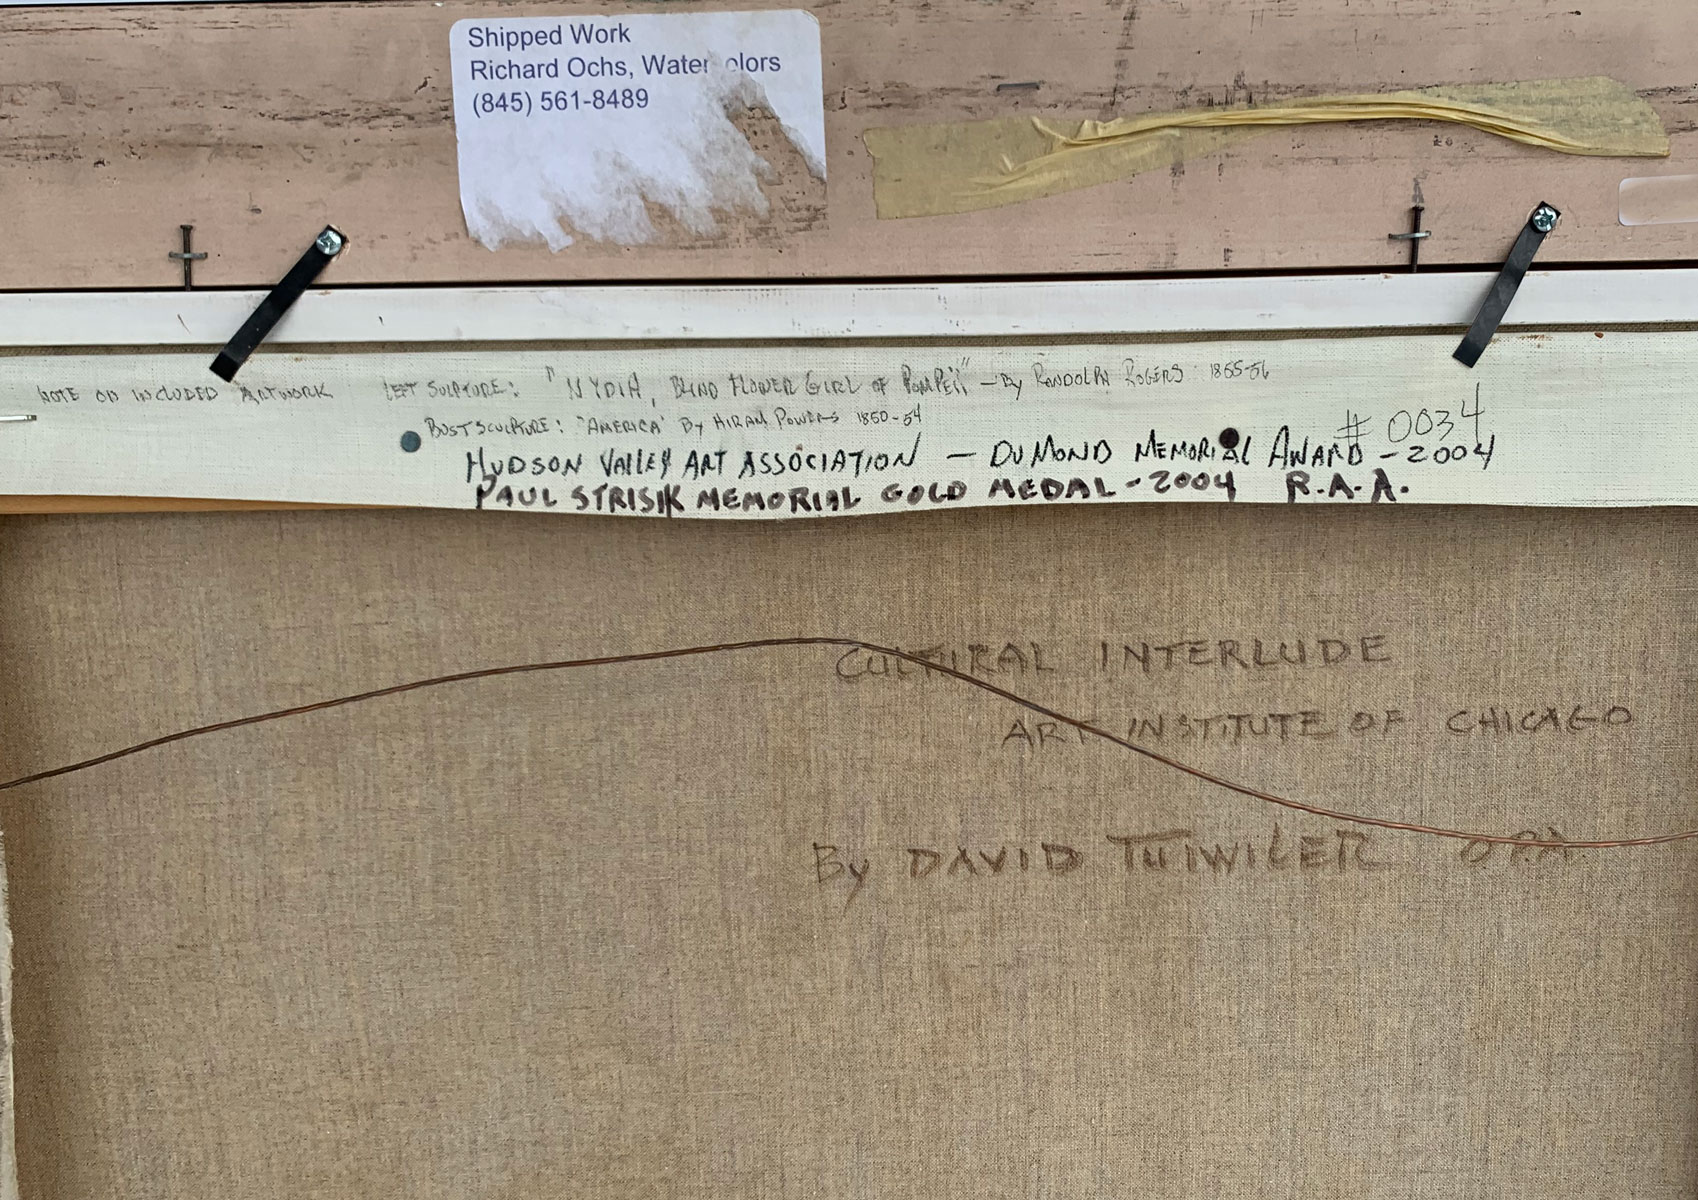 Shipped Work
Richard Ochs, Water olors
(845) 561-8489
NOTE ON INCLUDED ARTWORK LEFT SCULPTURE: "NYDIA, BLIND FLOWER GIRL OF POMPEII" - By RANDOLPH ROGERS 1855-56
BUST SCULPTURE: "AMERICA" By HIRAM POWERS 1850-54
# 0034
HUDSON VALLEY ART ASSOCIATION - DUMOND MEMORIAL AWARD - 2004
PAUL STRISIK MEMORIAL GOLD MEDAL - 2004 R.A.A.
CULTURAL INTERLUDE
ART INSTITUTE OF CHICAGO
By DAVID TUTWILER OPA